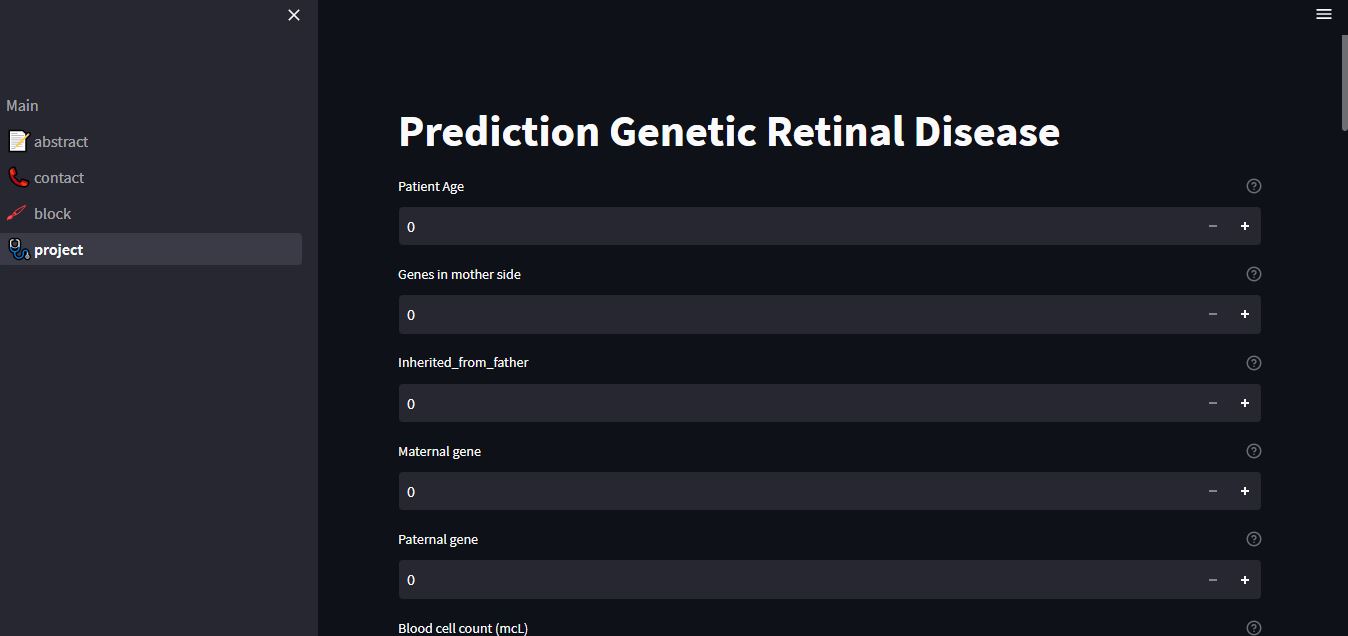 Main
abstract
contact
block
project
Prediction Genetic Retinal Disease
Patient Age
0
Genes in mother side
0
Inherited_from_father
0
Maternal gene
0
Paternal gene
0
Blood cell count (mcL)